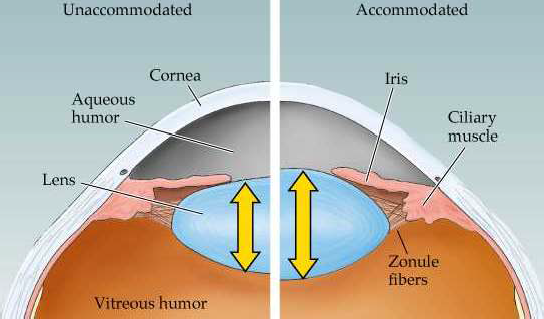 Unaccommodated
Accommodated
Cornea
Iris
Aqueous
humor
Ciliary
muscle
Lens
Zonule
fibers
Vitreous humor